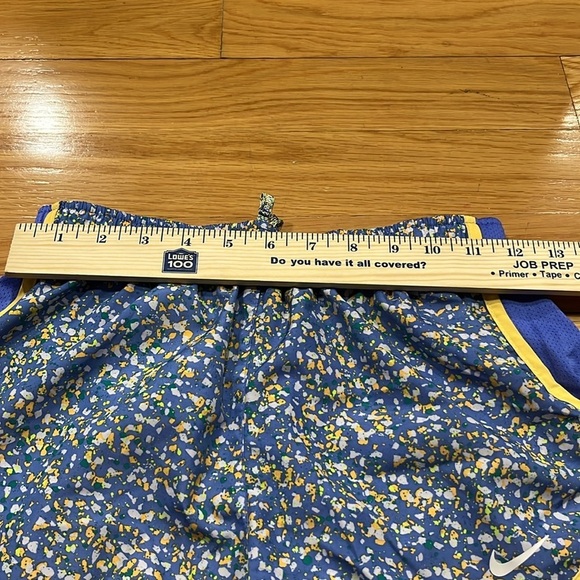 1 2 3 4 5 6 7 8 9 10 11 12 13
LOWE'S
100
Do you have it all covered?
JOB PREP
• Primer • Tape • C